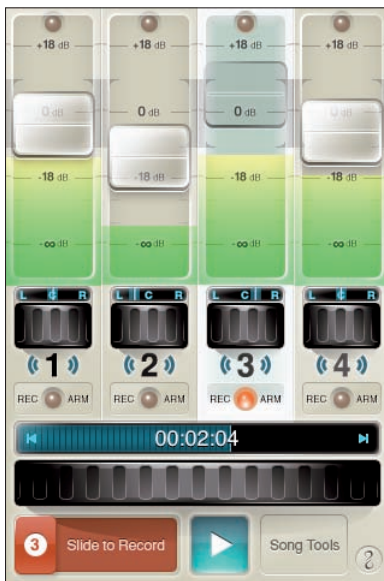 +18 dB +18 dB +18 dB +18 dB
0 dB 0 dB 0 dB 0 dB
-18 dB -18 dB -18 dB -18 dB
-∞ dB -∞ dB -∞ dB -∞ dB
L C R L C R L C R L C R
1 2 3 4
REC ARM REC ARM REC ARM REC ARM
00:02:04
3 Slide to Record Song Tools